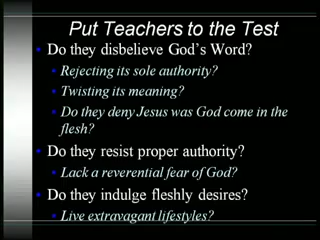 Put Teachers to the Test
• Do they disbelieve God's Word?
• Rejecting its sole authority?
• Twisting its meaning?
• Do they deny Jesus was God come in the
flesh?
• Do they resist proper authority?
• Lack a reverential fear of God?
• Do they indulge fleshly desires?
• Live extravagant lifestyles?